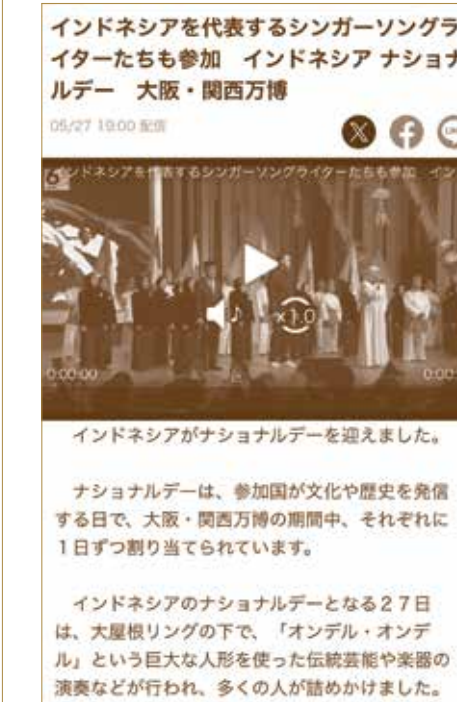 インドネシアを代表するシンガーソングラ
イターたちも参加　インドネシア ナショナ
ルデー　大阪・関西万博
05/27 19:00 配信
インドネシアを代表するシンガーソングライターたちも参加　イン
6
x1.0
0:00:00
0:00
インドネシアがナショナルデーを迎えました。
ナショナルデーは、参加国が文化や歴史を発信
する日で、大阪・関西万博の期間中、それぞれに
１日ずつ割り当てられています。
インドネシアのナショナルデーとなる２７日
は、大屋根リングの下で、「オンデル・オンデ
ル」という巨大な人形を使った伝統芸能や楽器の
演奏などが行われ、多くの人が詰めかけました。